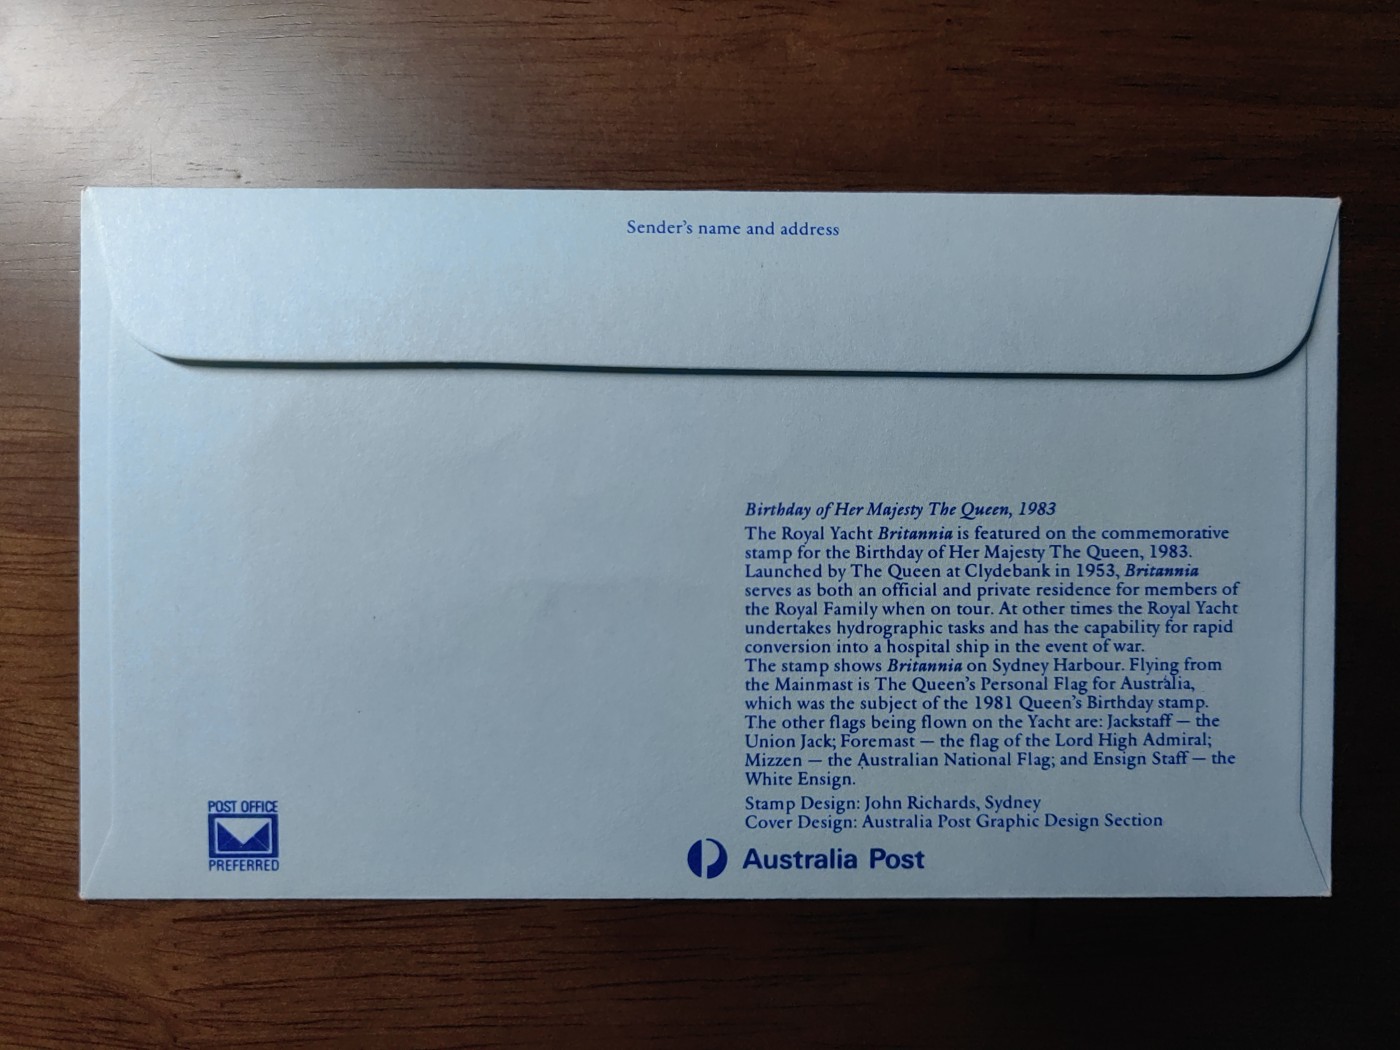 Sender's name and address
Birthday of Her Majesty The Queen, 1983
The Royal Yacht Britannia is featured on the commemorative
stamp for the Birthday of Her Majesty The Queen, 1983.
Launched by The Queen at Clydebank in 1953, Britannia
serves as both an official and private residence for members of
the Royal Family when on tour. At other times the Royal Yacht
undertakes hydrographic tasks and has the capability for rapid
conversion into a hospital ship in the event of war.
The stamp shows Britannia on Sydney Harbour. Flying from
the Mainmast is The Queen's Personal Flag for Australia,
which was the subject of the 1981 Queen's Birthday stamp.
The other flags being flown on the Yacht are: Jackstaff — the
Union Jack; Foremast — the flag of the Lord High Admiral;
Mizzen — the Australian National Flag; and Ensign Staff — the
White Ensign.
Stamp Design: John Richards, Sydney
Cover Design: Australia Post Graphic Design Section
Australia Post
POST OFFICE
PREFERRED